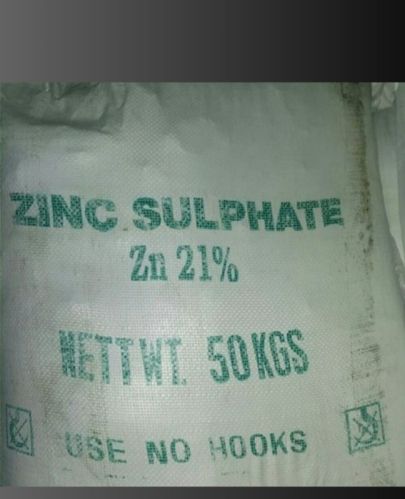 ZINC SULPHATE
Zn 21%
NETT WT. 50 KGS
USE NO HOOKS